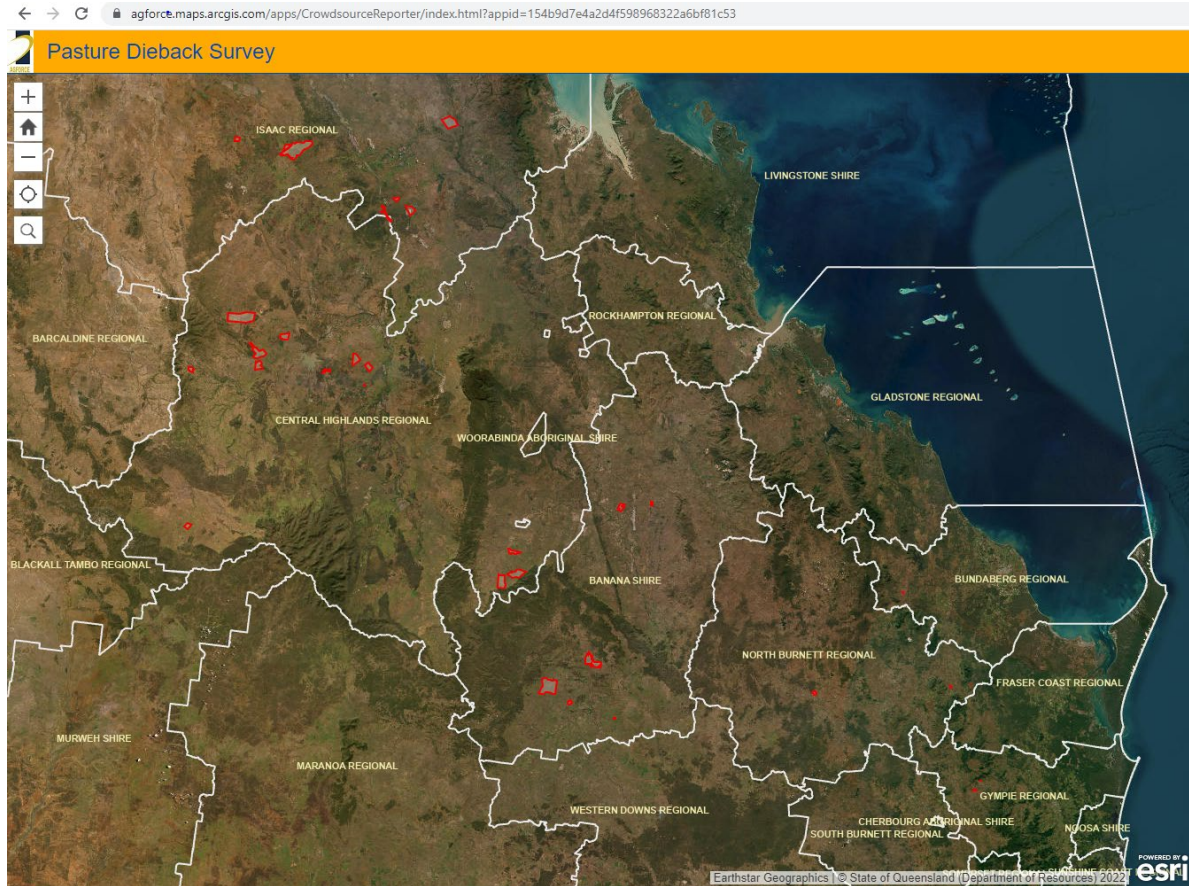 agforce.maps.arcgis.com/apps/CrowdsourceReporter/index.html?appid=154b9d7e4a2d4f598968322a6bf81c53
AGFORCE
Pasture Dieback Survey
ISAAC REGIONAL
LIVINGSTONE SHIRE
ROCKHAMPTON REGIONAL
BARCALDINE REGIONAL
GLADSTONE REGIONAL
CENTRAL HIGHLANDS REGIONAL
WOORABINDA ABORIGINAL SHIRE
BLACKALL TAMBO REGIONAL
BANANA SHIRE
BUNDABERG REGIONAL
NORTH BURNETT REGIONAL
FRASER COAST REGIONAL
MURWEH SHIRE
MARANOA REGIONAL
GYMPIE REGIONAL
WESTERN DOWNS REGIONAL
CHERBOURG ABORIGINAL SHIRE
SOUTH BURNETT REGIONAL
NOOSA SHIRE
POWERED BY
esri
Earthstar Geographics | © State of Queensland (Department of Resources) 2022